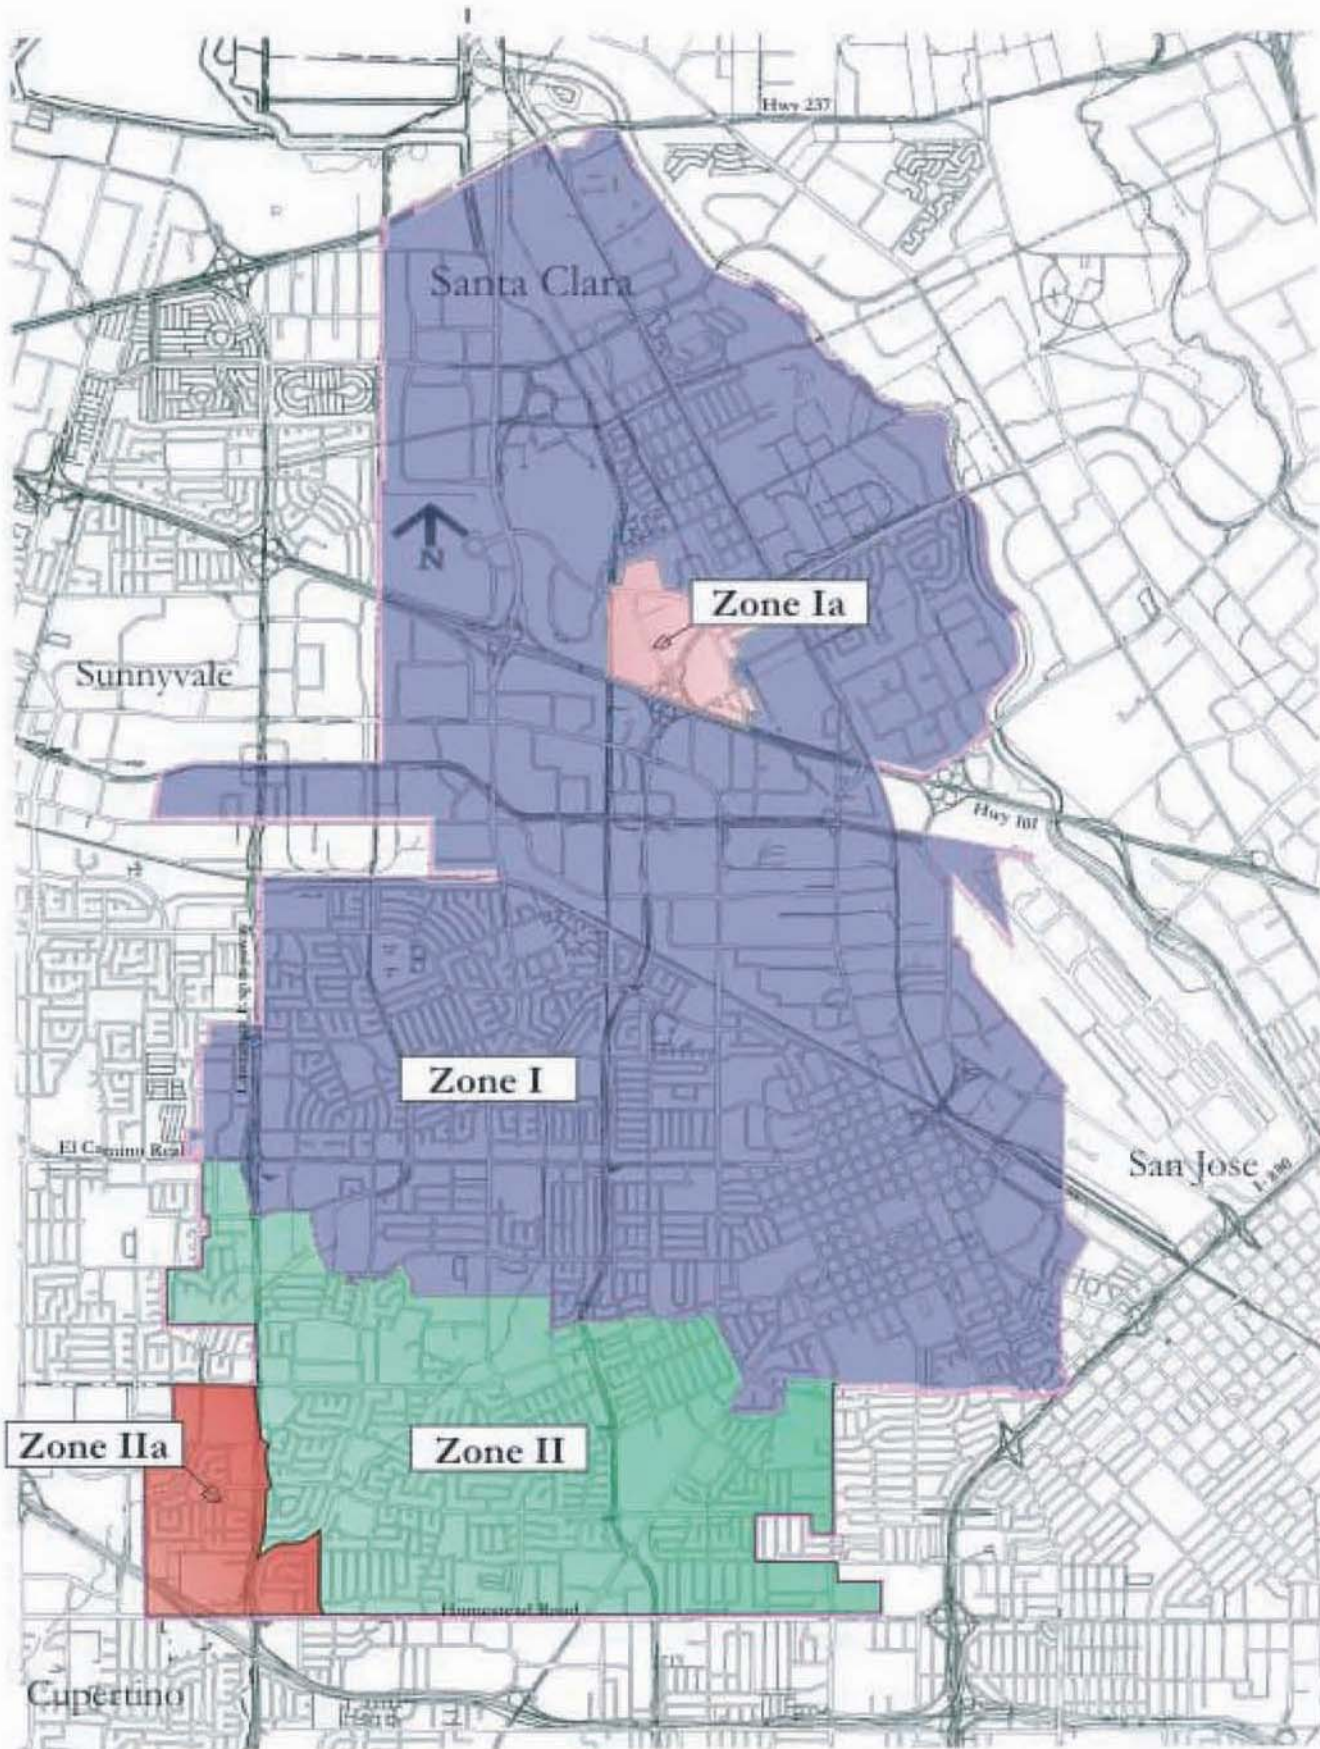 Hwy 237
Santa Clara
N
Zone Ia
Sunnyvale
Hwy 101
Zone I
El Camino Real
San Jose
I- 880
Zone IIa
Zone II
Homestead Road
Cupertino